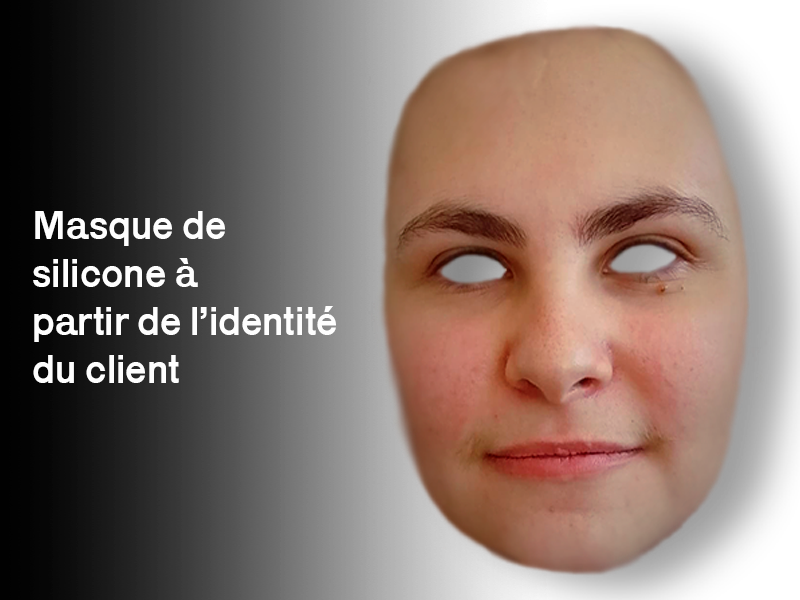 Masque de
silicone à
partir de l’identité
du client